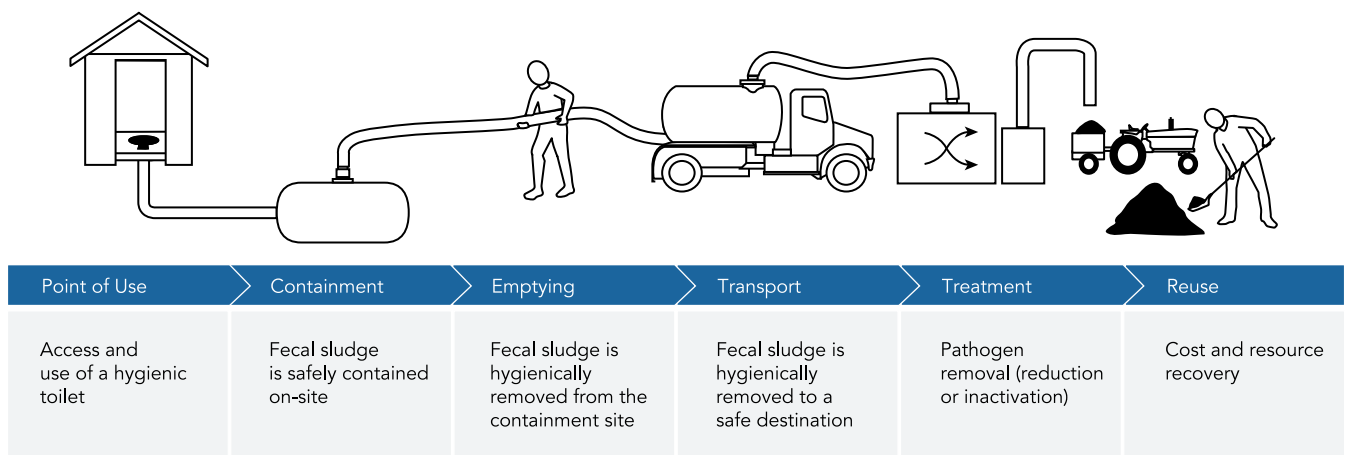 Point of Use
Containment
Emptying
Transport
Treatment
Reuse
Access and
use of a hygienic
toilet
Fecal sludge
is safely contained
on-site
Fecal sludge is
hygienically
removed from the
containment site
Fecal sludge is
hygienically
removed to a
safe destination
Pathogen
removal (reduction
or inactivation)
Cost and resource
recovery